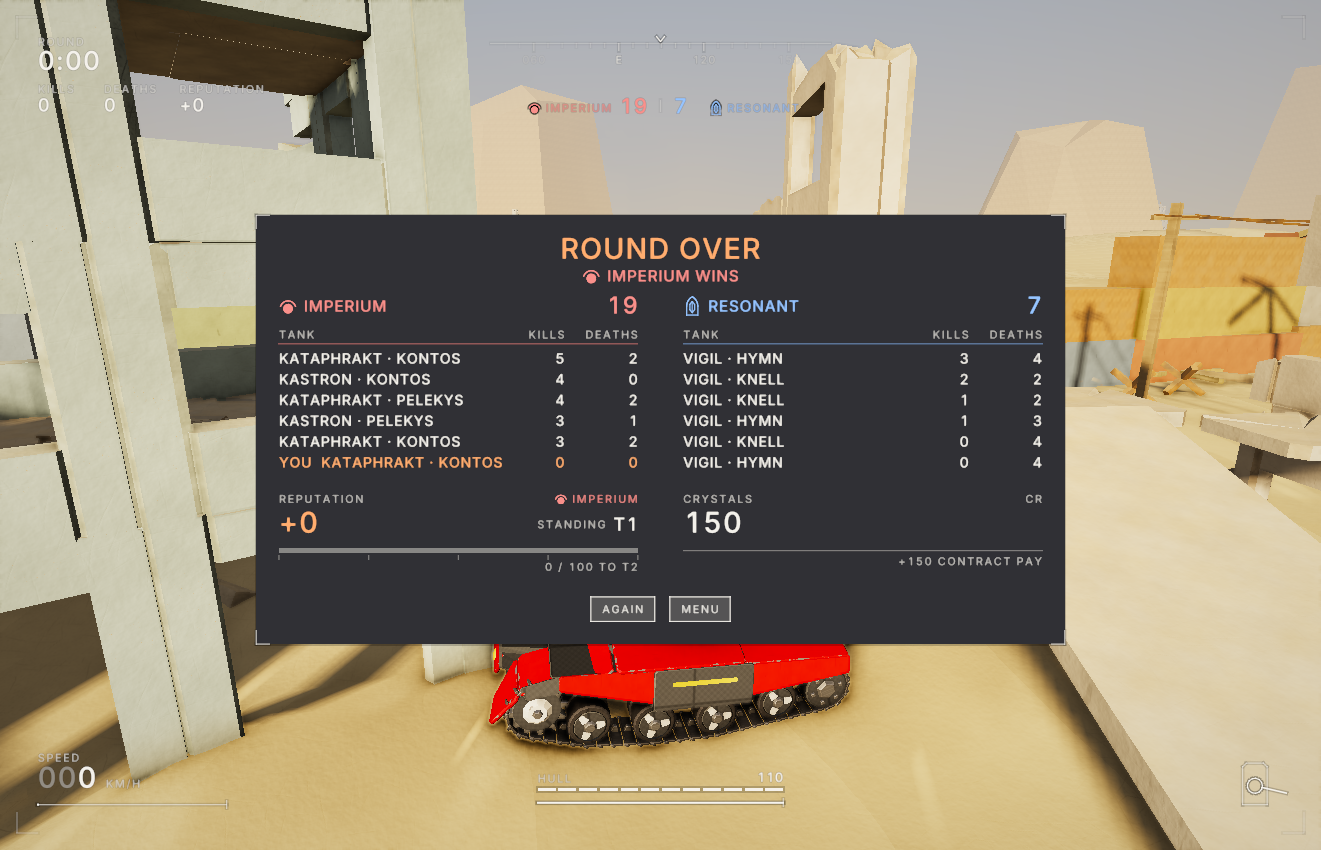 ROUND
0:00
KILLS DEATHS REPUTATION
0 0 +0
E 120
IMPERIUM 19 | 7 RESONANT
ROUND OVER
IMPERIUM WINS
IMPERIUM 19
TANK KILLS DEATHS
KATAPHRAKT · KONTOS 5 2
KASTRON · KONTOS 4 0
KATAPHRAKT · PELEKYS 4 2
KASTRON · PELEKYS 3 1
KATAPHRAKT · KONTOS 3 2
YOU KATAPHRAKT · KONTOS 0 0
RESONANT 7
TANK KILLS DEATHS
VIGIL · HYMN 3 4
VIGIL · KNELL 2 2
VIGIL · KNELL 1 2
VIGIL · HYMN 1 3
VIGIL · KNELL 0 4
VIGIL · HYMN 0 4
REPUTATION IMPERIUM
+0 STANDING T1
0 / 100 TO T2
CRYSTALS CR
150
+150 CONTRACT PAY
AGAIN MENU
SPEED
000 KM/H
HULL 110